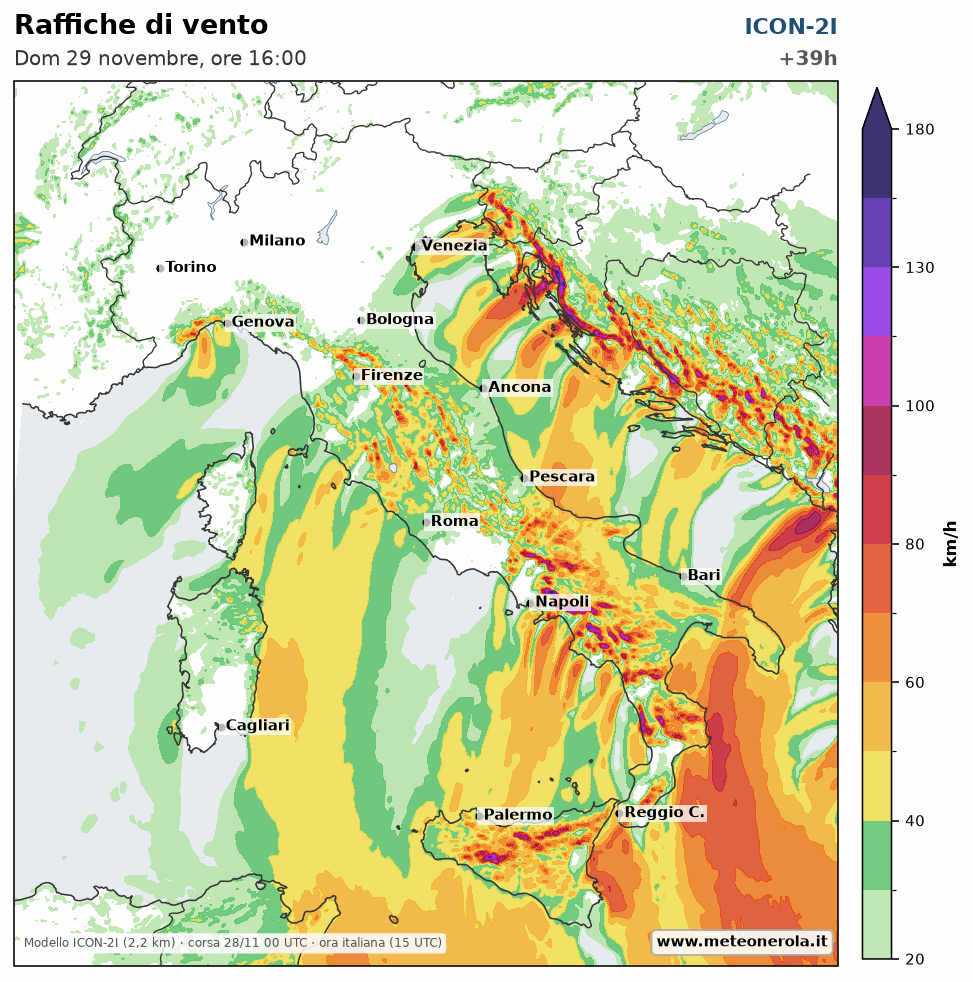 Raffiche di vento
ICON-2I
Dom 29 novembre, ore 16:00
+39h
180
130
100
80
60
40
20
km/h
Milano
Torino
Venezia
Genova
Bologna
Firenze
Ancona
Pescara
Roma
Bari
Napoli
Cagliari
Palermo
Reggio C.
Modello ICON-2I (2,2 km) · corsa 28/11 00 UTC · ora italiana (15 UTC)
www.meteonerola.it